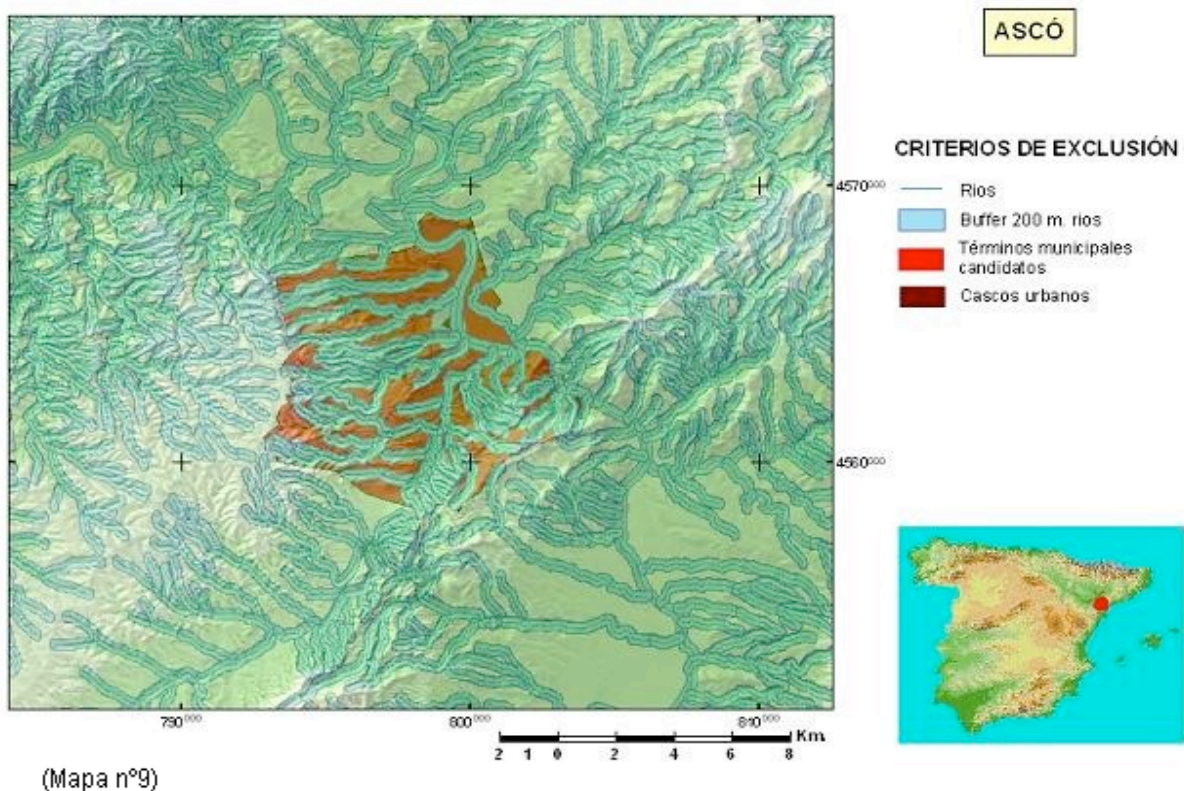 ASCÓ
CRITERIOS DE EXCLUSIÓN
Rios
Buffer 200 m. rios
Términos municipales
candidatos
Cascos urbanos
4570⁰⁰⁰
4560⁰⁰⁰
790⁰⁰⁰
800⁰⁰⁰
810⁰⁰⁰
2 1 0 2 4 6 8 Km.
(Mapa nº9)